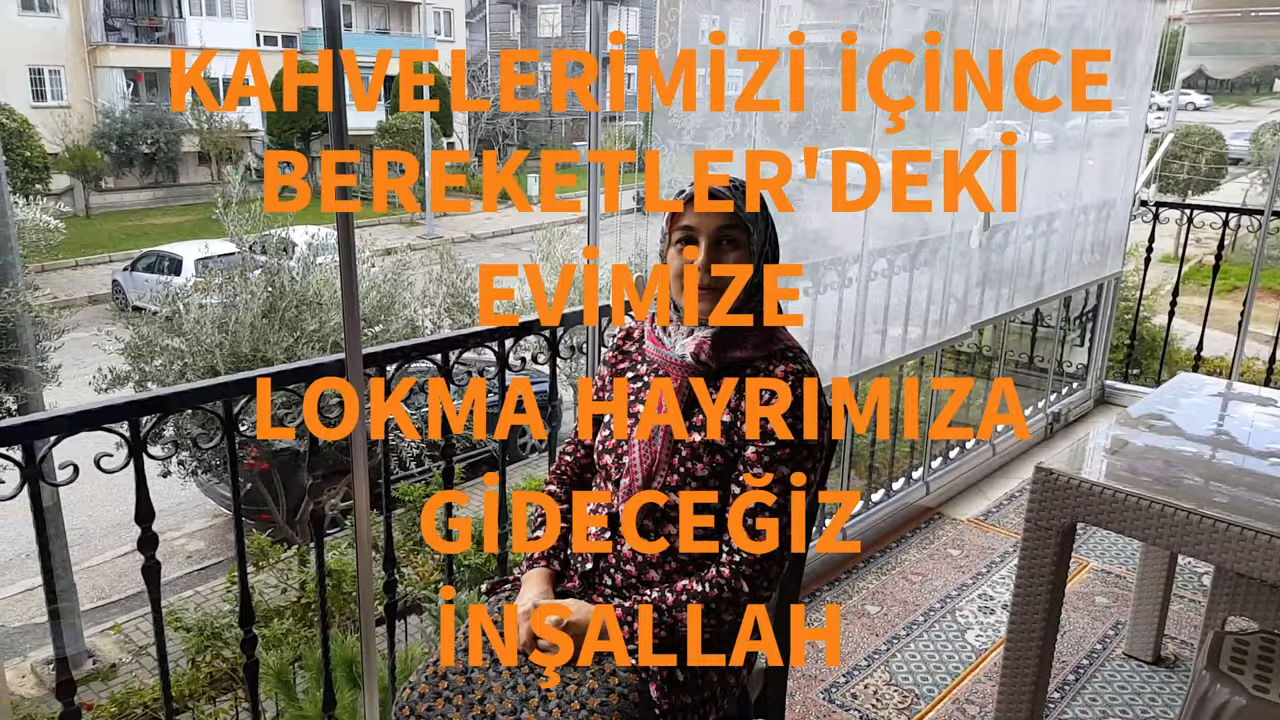 KAHVELERİMİZİ İÇİNCE
BEREKETLER'DEKİ
EVİMİZE
LOKMA HAYRIMIZA
GİDECEĞİZ
İNŞALLAH